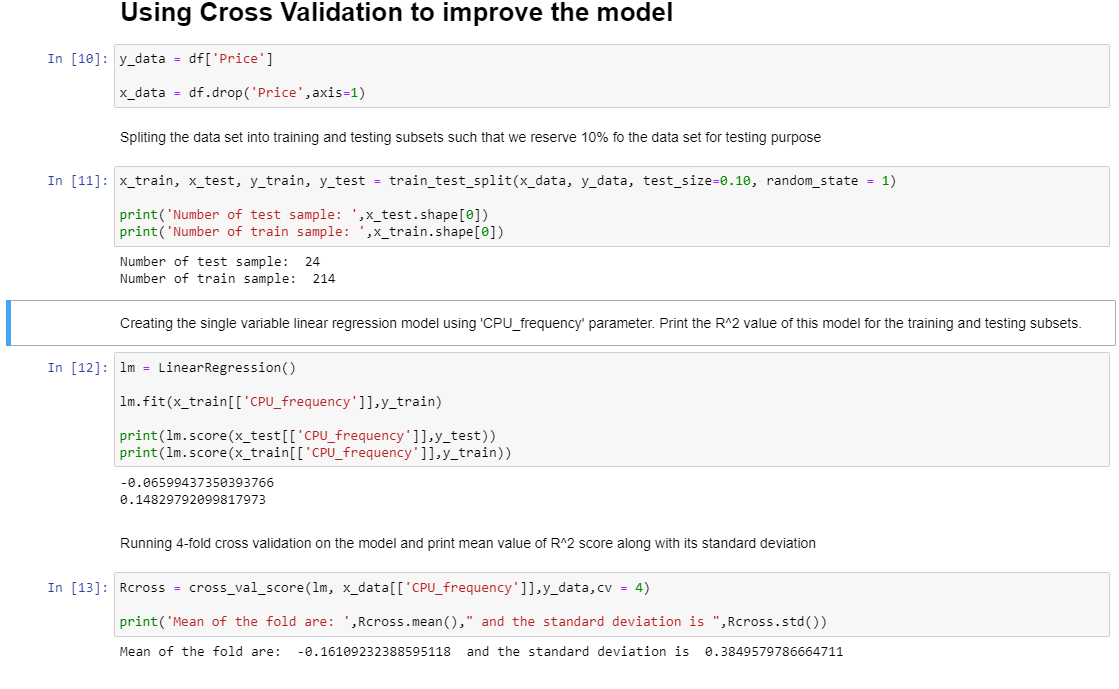 Using Cross Validation to improve the model
In [10]: y_data = df['Price']
x_data = df.drop('Price',axis=1)
Spliting the data set into training and testing subsets such that we reserve 10% fo the data set for testing purpose
In [11]: x_train, x_test, y_train, y_test = train_test_split(x_data, y_data, test_size=0.10, random_state = 1)
print('Number of test sample: ',x_test.shape[0])
print('Number of train sample: ',x_train.shape[0])
Number of test sample:  24
Number of train sample:  214
Creating the single variable linear regression model using 'CPU_frequency' parameter. Print the R^2 value of this model for the training and testing subsets.
In [12]: lm = LinearRegression()
lm.fit(x_train[['CPU_frequency']],y_train)
print(lm.score(x_test[['CPU_frequency']],y_test))
print(lm.score(x_train[['CPU_frequency']],y_train))
-0.06599437350393766
0.14829792099817973
Running 4-fold cross validation on the model and print mean value of R^2 score along with its standard deviation
In [13]: Rcross = cross_val_score(lm, x_data[['CPU_frequency']],y_data,cv = 4)
print('Mean of the fold are: ',Rcross.mean()," and the standard deviation is ",Rcross.std())
Mean of the fold are:  -0.16109232388595118  and the standard deviation is  0.3849579786664711